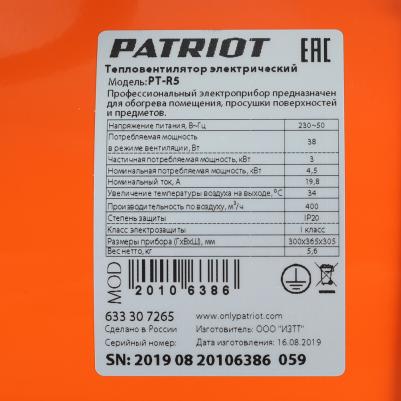 PATRIOT EAC
Тепловентилятор электрический
Модель: PT-R5
Профессиональный электроприбор предназначен
для обогрева помещения, просушки поверхностей
и предметов.
Напряжение питания, В~Гц 230~50
Потребляемая мощность
в режиме вентиляции, Вт 38
Частичная потребляемая мощность, кВт 3
Номинальная потребляемая мощность, кВт 4,5
Номинальный ток, А 19,8
Увеличение температуры воздуха на выходе, °С 34
Производительность по воздуху, м³/ч 400
Степень защиты IP20
Класс электрозащиты I класс
Размеры прибора (ГхВхШ), мм 300х365х305
Вес нетто, кг 5,6
MOD 20106386
633 30 7265 www.onlypatriot.com
Сделано в России Изготовитель: ООО "ИЗТТ"
Серийный номер: Дата изготовления: 16.08.2019
SN: 2019 08 20106386 059